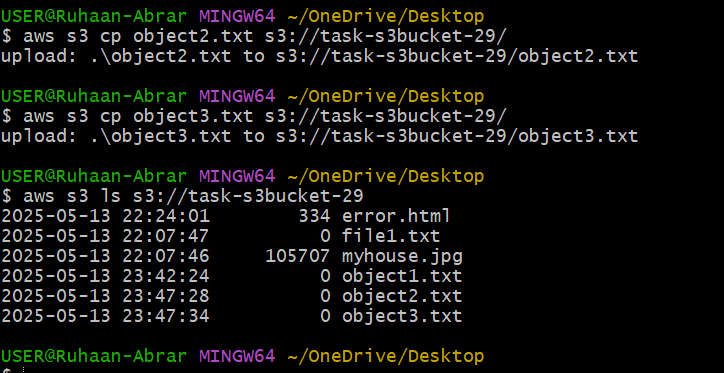 USER@Ruhaan-Abrar MINGW64 ~/OneDrive/Desktop
$ aws s3 cp object2.txt s3://task-s3bucket-29/
upload: .\object2.txt to s3://task-s3bucket-29/object2.txt
USER@Ruhaan-Abrar MINGW64 ~/OneDrive/Desktop
$ aws s3 cp object3.txt s3://task-s3bucket-29/
upload: .\object3.txt to s3://task-s3bucket-29/object3.txt
USER@Ruhaan-Abrar MINGW64 ~/OneDrive/Desktop
$ aws s3 ls s3://task-s3bucket-29
2025-05-13 22:24:01        334 error.html
2025-05-13 22:07:47          0 file1.txt
2025-05-13 22:07:46     105707 myhouse.jpg
2025-05-13 23:42:24          0 object1.txt
2025-05-13 23:47:28          0 object2.txt
2025-05-13 23:47:34          0 object3.txt
USER@Ruhaan-Abrar MINGW64 ~/OneDrive/Desktop
$